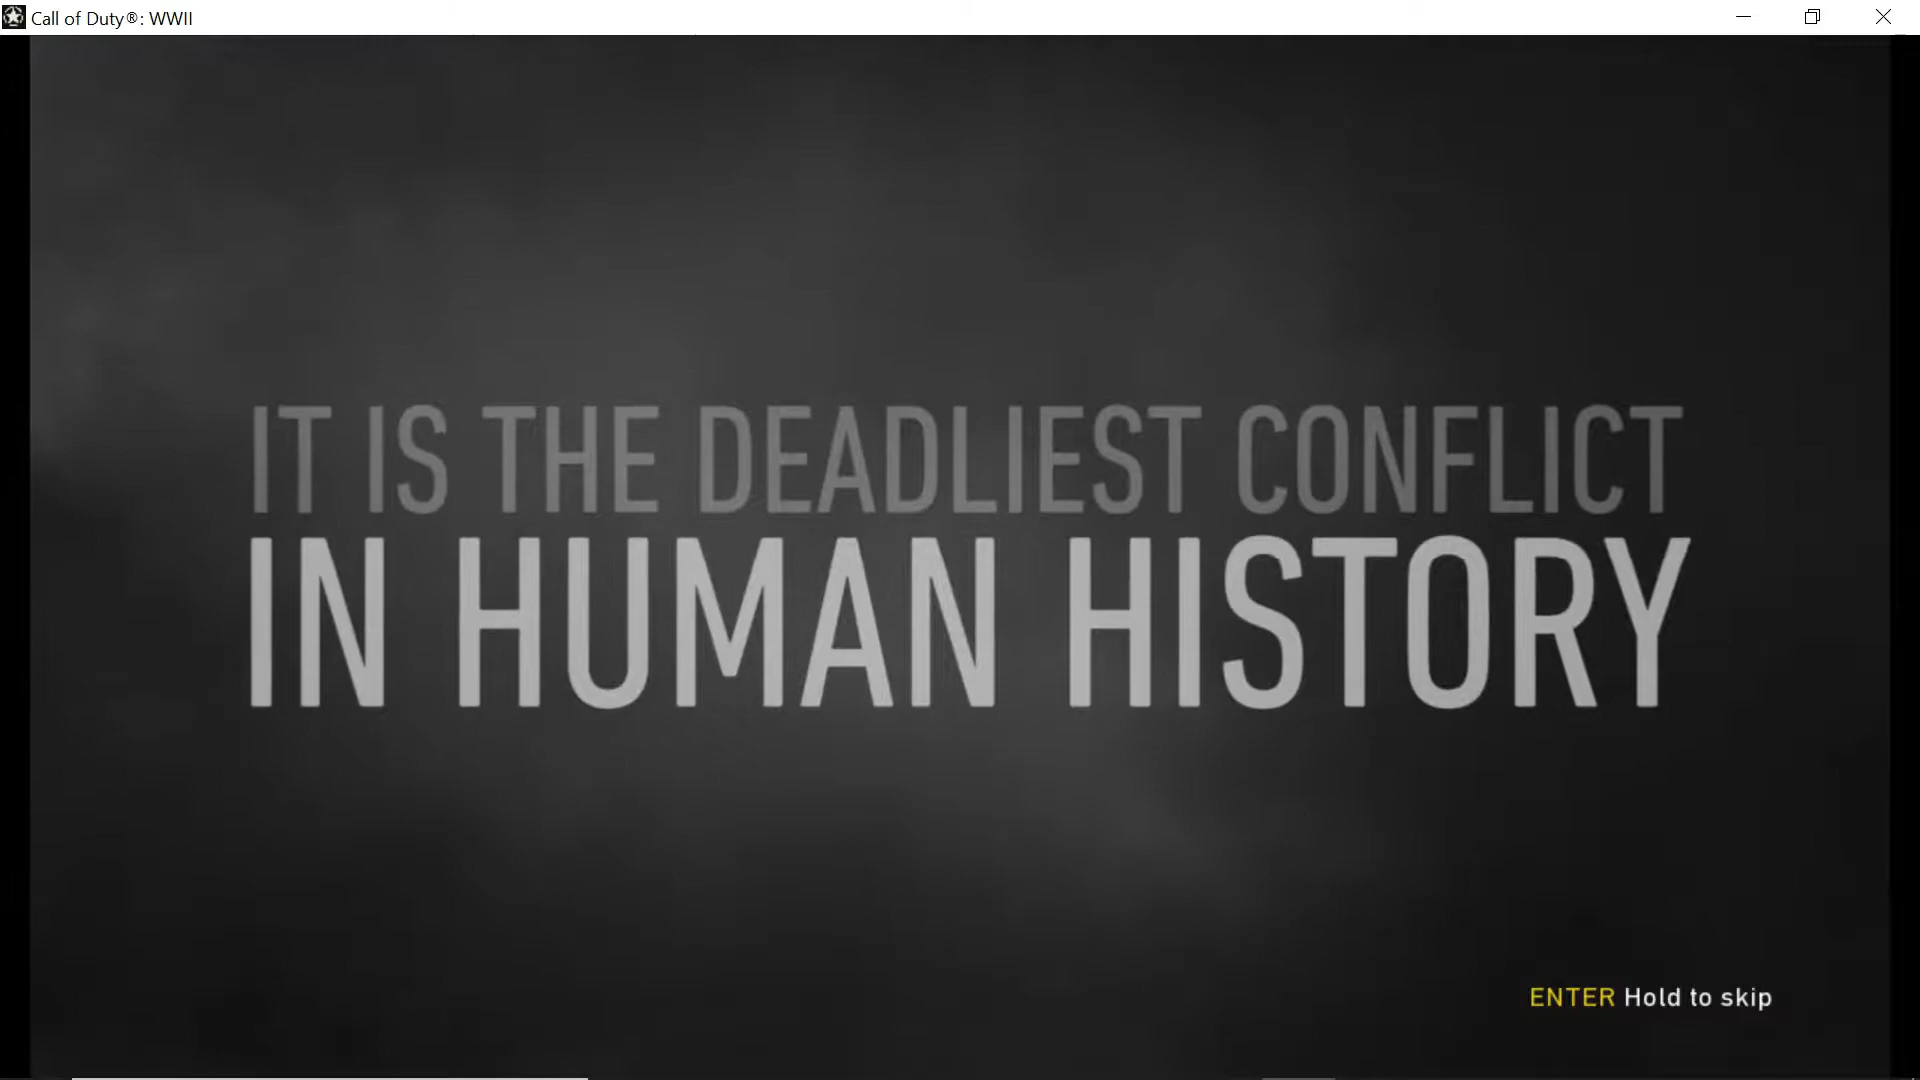 Call of Duty®: WWII
IT IS THE DEADLIEST CONFLICT
IN HUMAN HISTORY
ENTER Hold to skip